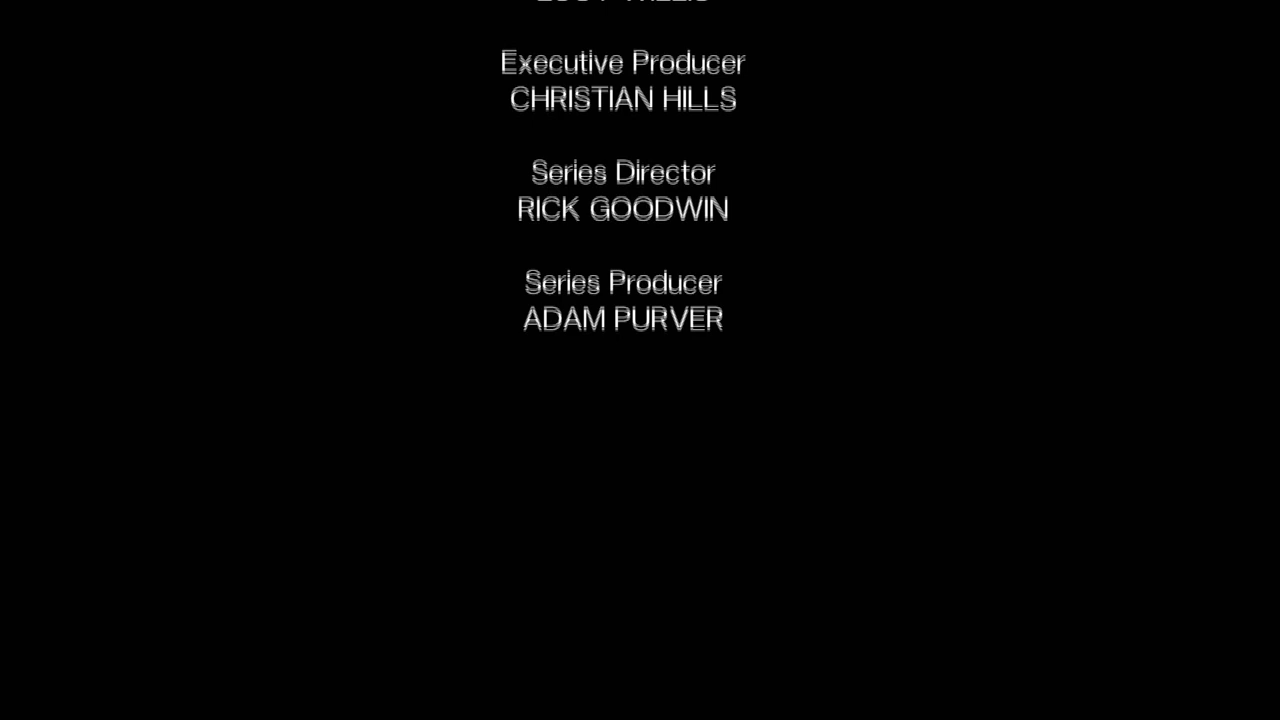 Executive Producer
CHRISTIAN HILLS
Series Director
RICK GOODWIN
Series Producer
ADAM PURVER